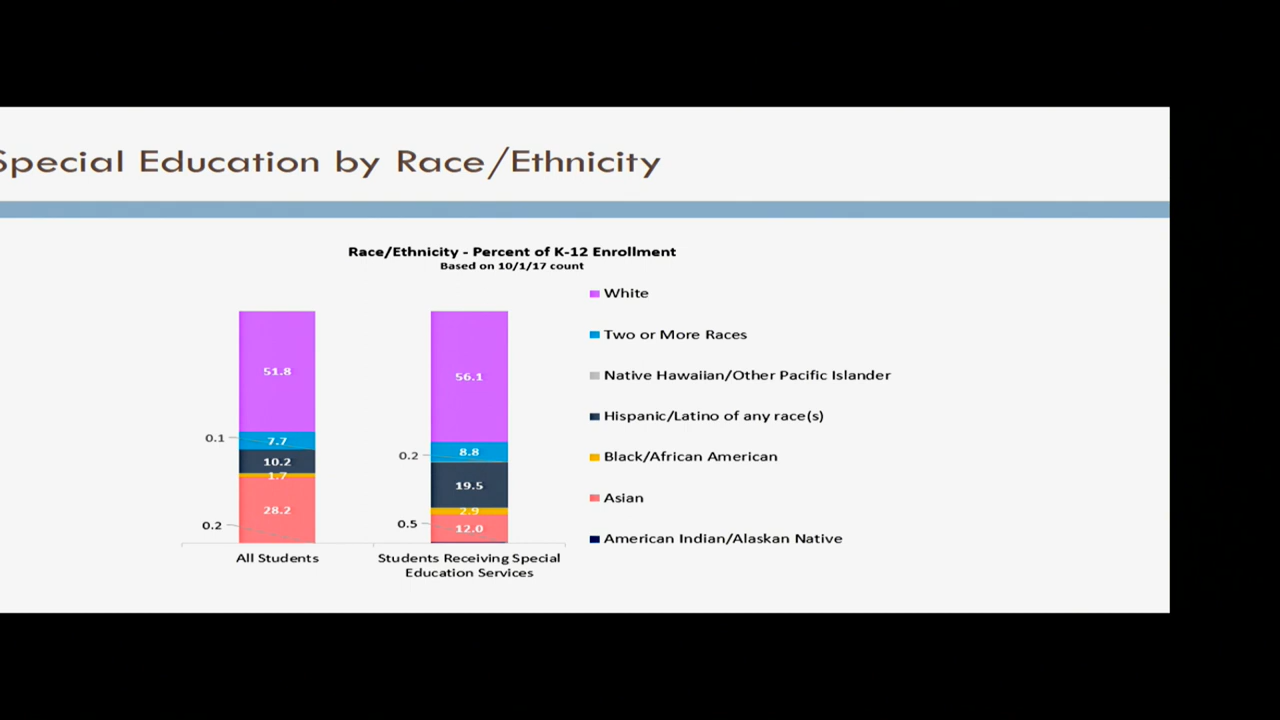 Special Education by Race/Ethnicity
Race/Ethnicity - Percent of K-12 Enrollment
Based on 10/1/17 count
White
Two or More Races
Native Hawaiian/Other Pacific Islander
Hispanic/Latino of any race(s)
Black/African American
Asian
American Indian/Alaskan Native
51.8
0.1
7.7
10.2
1.7
28.2
0.2
All Students
56.1
8.8
0.2
19.5
2.9
0.5
12.0
Students Receiving Special
Education Services